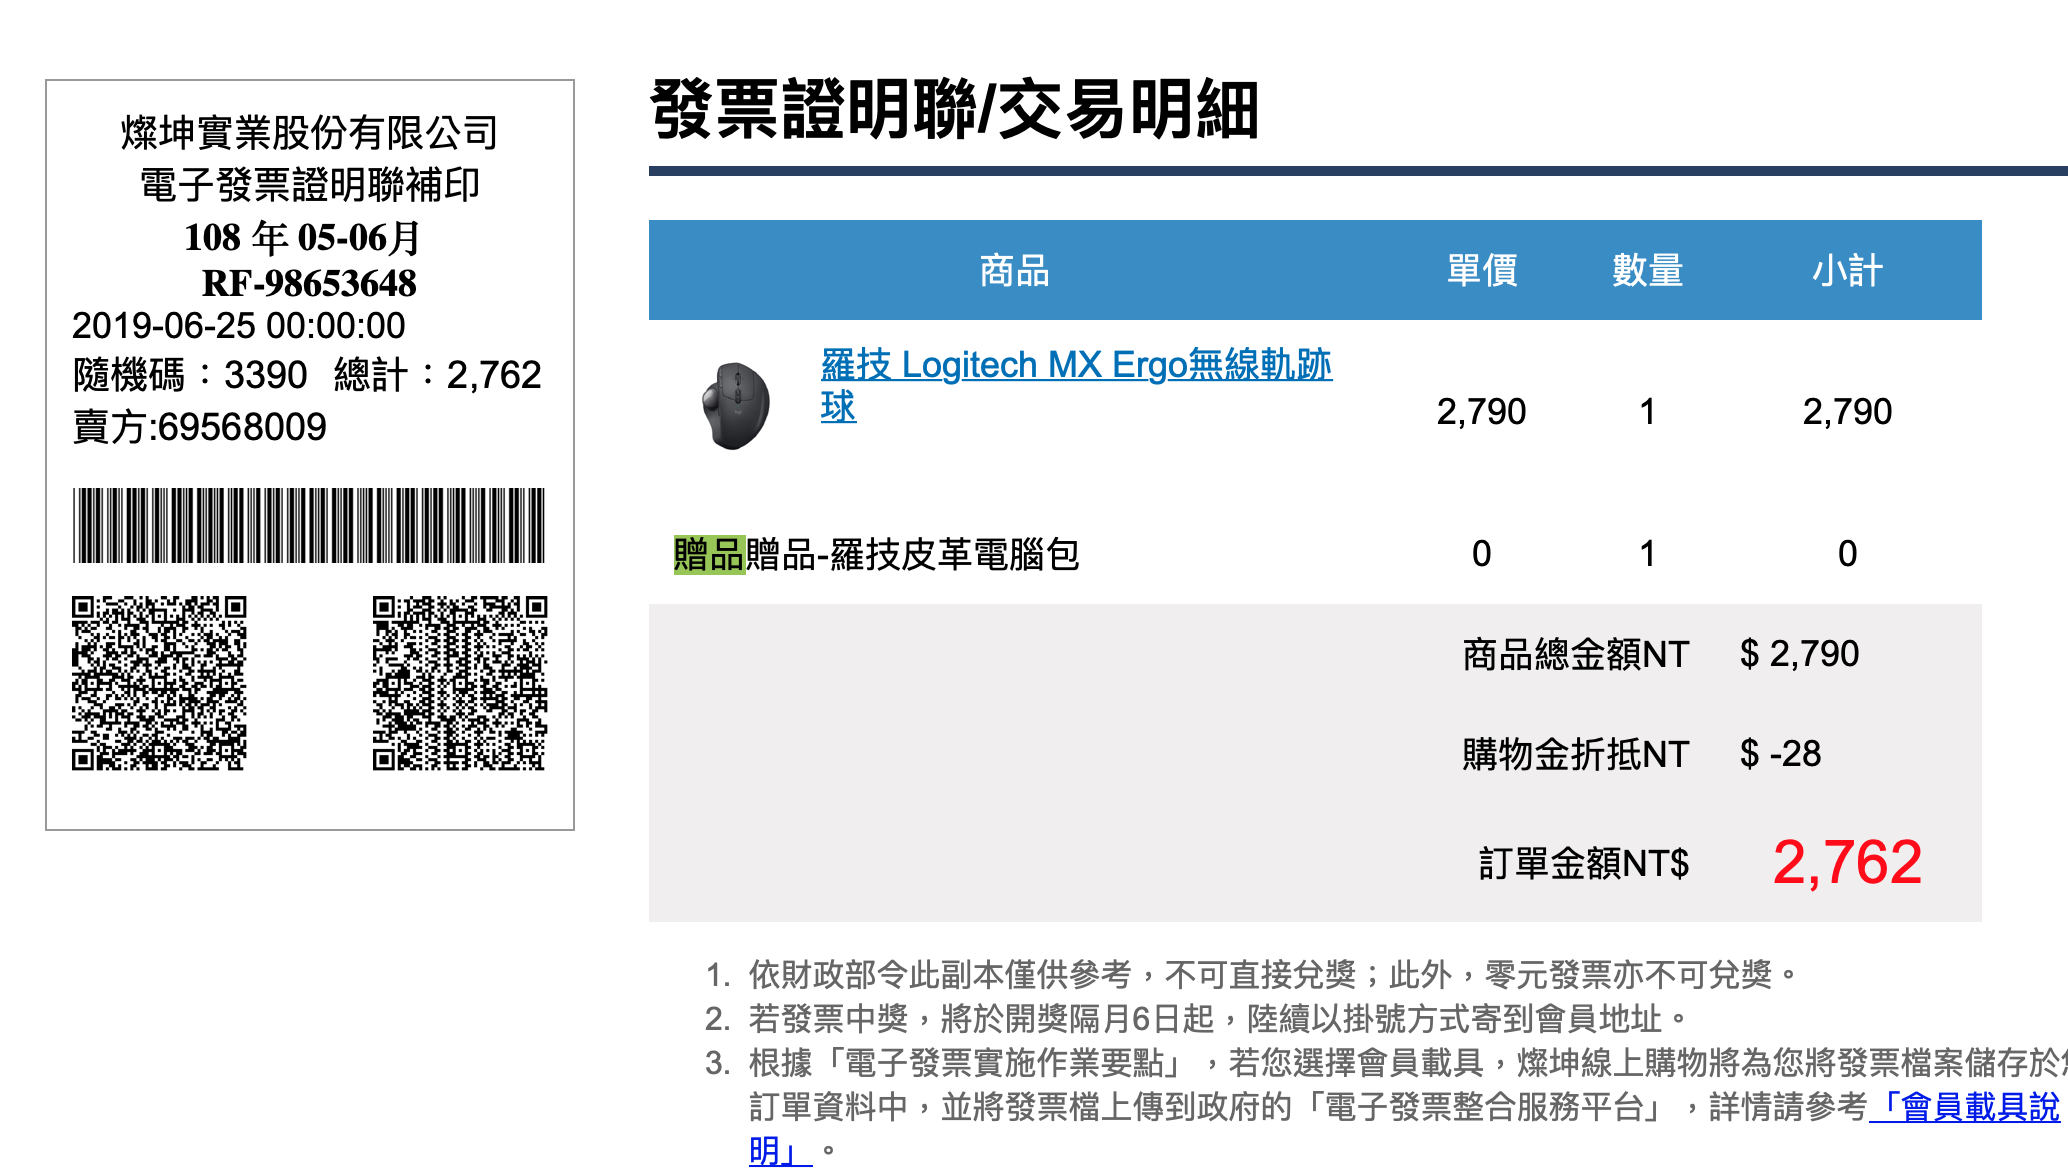 燦坤實業股份有限公司
電子發票證明聯補印
108 年 05-06月
RF-98653648
2019-06-25 00:00:00
隨機碼：3390 總計：2,762
賣方:69568009
發票證明聯/交易明細
商品 單價 數量 小計
羅技 Logitech MX Ergo無線軌跡
球
2,790 1 2,790
贈品贈品-羅技皮革電腦包 0 1 0
商品總金額NT $ 2,790
購物金折抵NT $ -28
訂單金額NT$ 2,762
1. 依財政部令此副本僅供參考，不可直接兌獎；此外，零元發票亦不可兌獎。
2. 若發票中獎，將於開獎隔月6日起，陸續以掛號方式寄到會員地址。
3. 根據「電子發票實施作業要點」，若您選擇會員載具，燦坤線上購物將為您將發票檔案儲存於
訂單資料中，並將發票檔上傳到政府的「電子發票整合服務平台」，詳情請參考「會員載具說
明」。